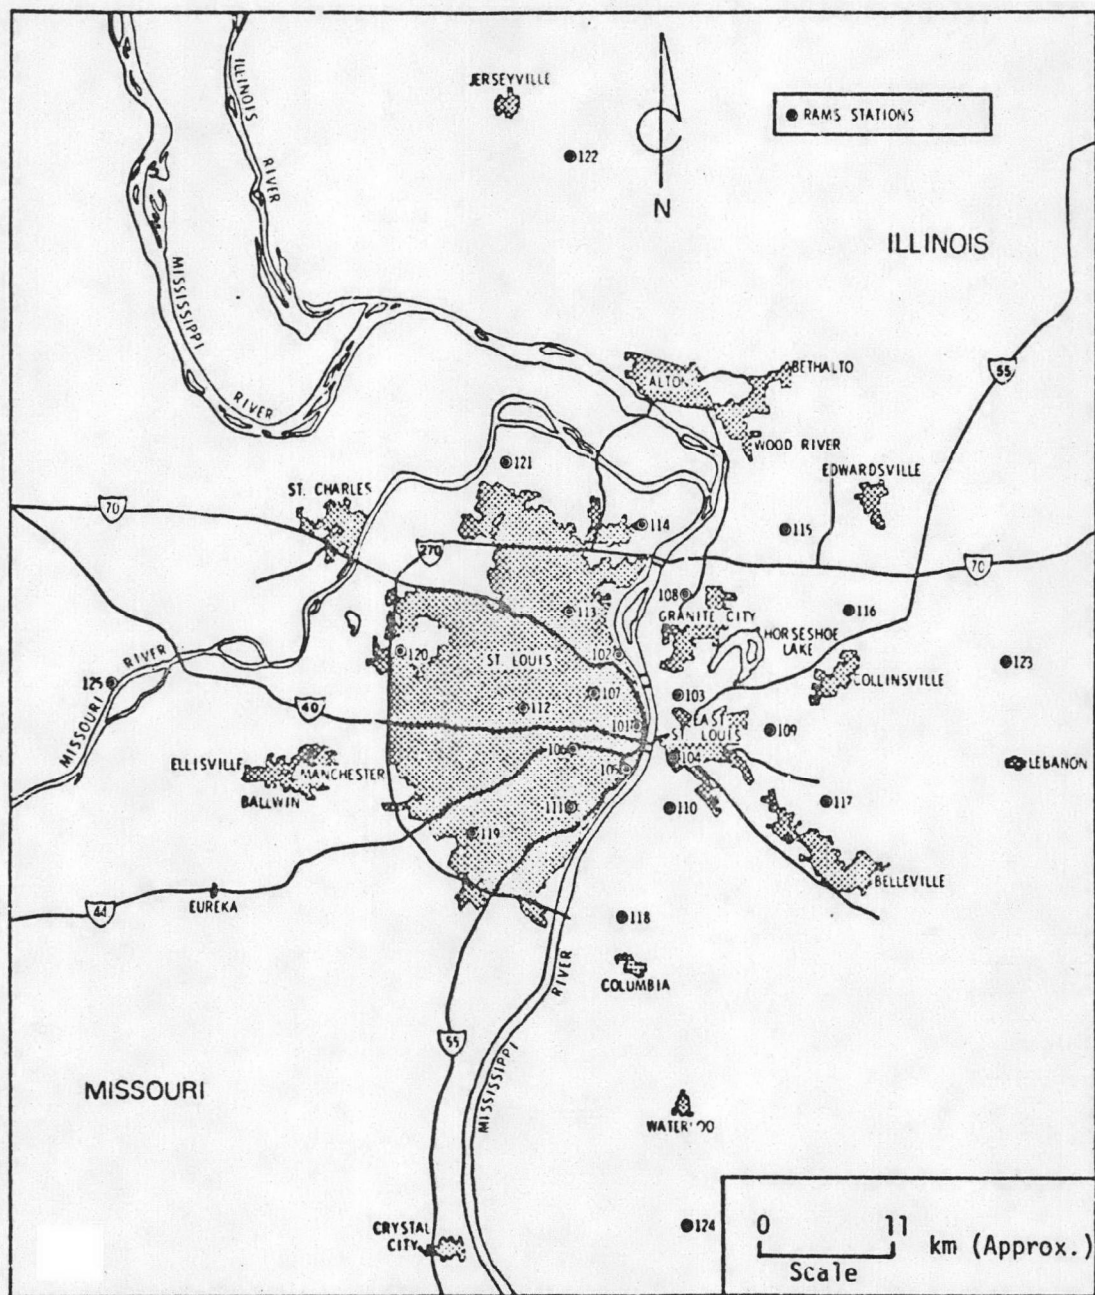 JERSEYVILLE
RAMS STATIONS
122
N
ILLINOIS
ILLINOIS
RIVER
MISSISSIPPI
RIVER
ALTON
BETHALTO
WOOD RIVER
EDWARDSVILLE
55
121
ST. CHARLES
70
114
115
270
70
108
GRANITE CITY
116
113
HORSESHOE
LAKE
102
120
ST. LOUIS
COLLINSVILLE
123
125
MISSOURI
RIVER
107
103
112
40
101
EAST
ST. LOUIS
109
104
105
LEBANON
ELLISVILLE
MANCHESTER
BALLWIN
111
110
117
119
BELLEVILLE
EUREKA
44
118
COLUMBIA
RIVER
MISSISSIPPI
55
MISSOURI
CRYSTAL
CITY
124
0 11
km (Approx.)
Scale